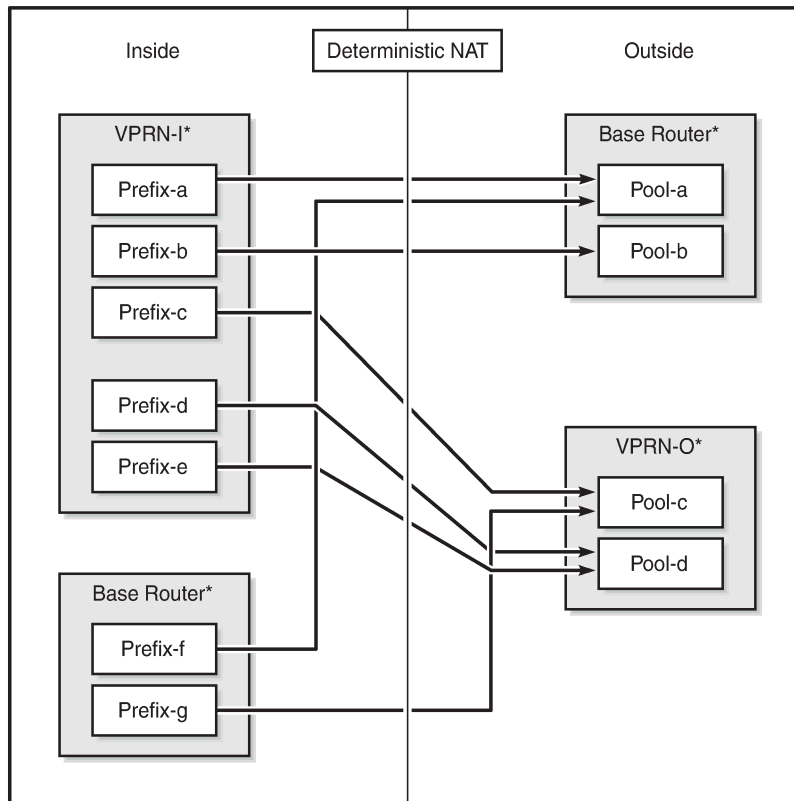 Inside
Deterministic NAT
Outside
VPRN-I*
Prefix-a
Prefix-b
Prefix-c
Prefix-d
Prefix-e
Base Router*
Prefix-f
Prefix-g
Base Router*
Pool-a
Pool-b
VPRN-O*
Pool-c
Pool-d